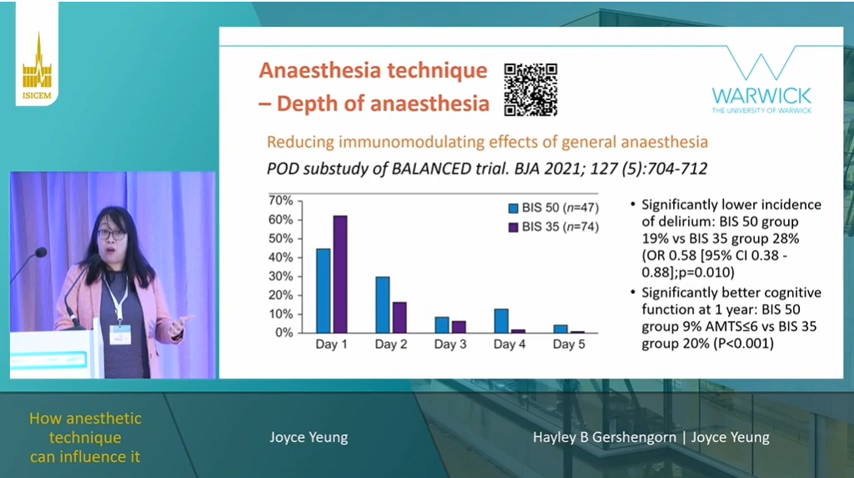 ISICEM
Anaesthesia technique
– Depth of anaesthesia
WARWICK
THE UNIVERSITY OF WARWICK
Reducing immunomodulating effects of general anaesthesia
POD substudy of BALANCED trial. BJA 2021; 127 (5):704-712
70%
60%
50%
40%
30%
20%
10%
0%
BIS 50 (n=47)
BIS 35 (n=74)
Day 1 Day 2 Day 3 Day 4 Day 5
• Significantly lower incidence
of delirium: BIS 50 group
19% vs BIS 35 group 28%
(OR 0.58 [95% CI 0.38 -
0.88];p=0.010)
• Significantly better cognitive
function at 1 year: BIS 50
group 9% AMTS≤6 vs BIS 35
group 20% (P<0.001)
How anesthetic
technique
can influence it
Joyce Yeung
Hayley B Gershengorn | Joyce Yeung